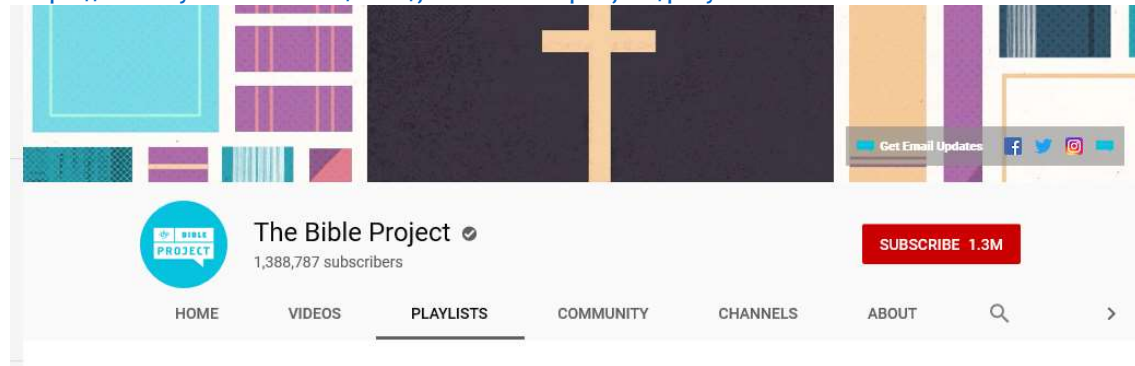 Get Email Updates
BIBLE
PROJECT
The Bible Project
1,388,787 subscribers
SUBSCRIBE 1.3M
HOME VIDEOS PLAYLISTS COMMUNITY CHANNELS ABOUT